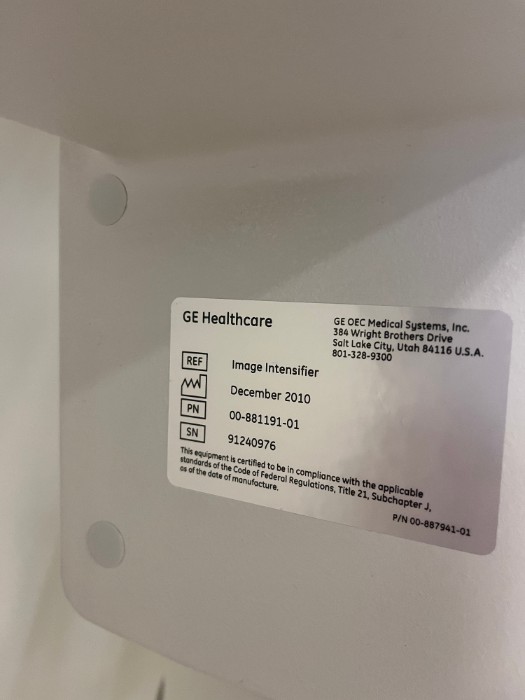 GE Healthcare
GE OEC Medical Systems, Inc.
384 Wright Brothers Drive
Salt Lake City, Utah 84116 U.S.A.
801-328-9300
REF Image Intensifier
December 2010
PN 00-881191-01
SN 91240976
This equipment is certified to be in compliance with the applicable
standards of the Code of Federal Regulations, Title 21, Subchapter J,
as of the date of manufacture.
P/N 00-887941-01